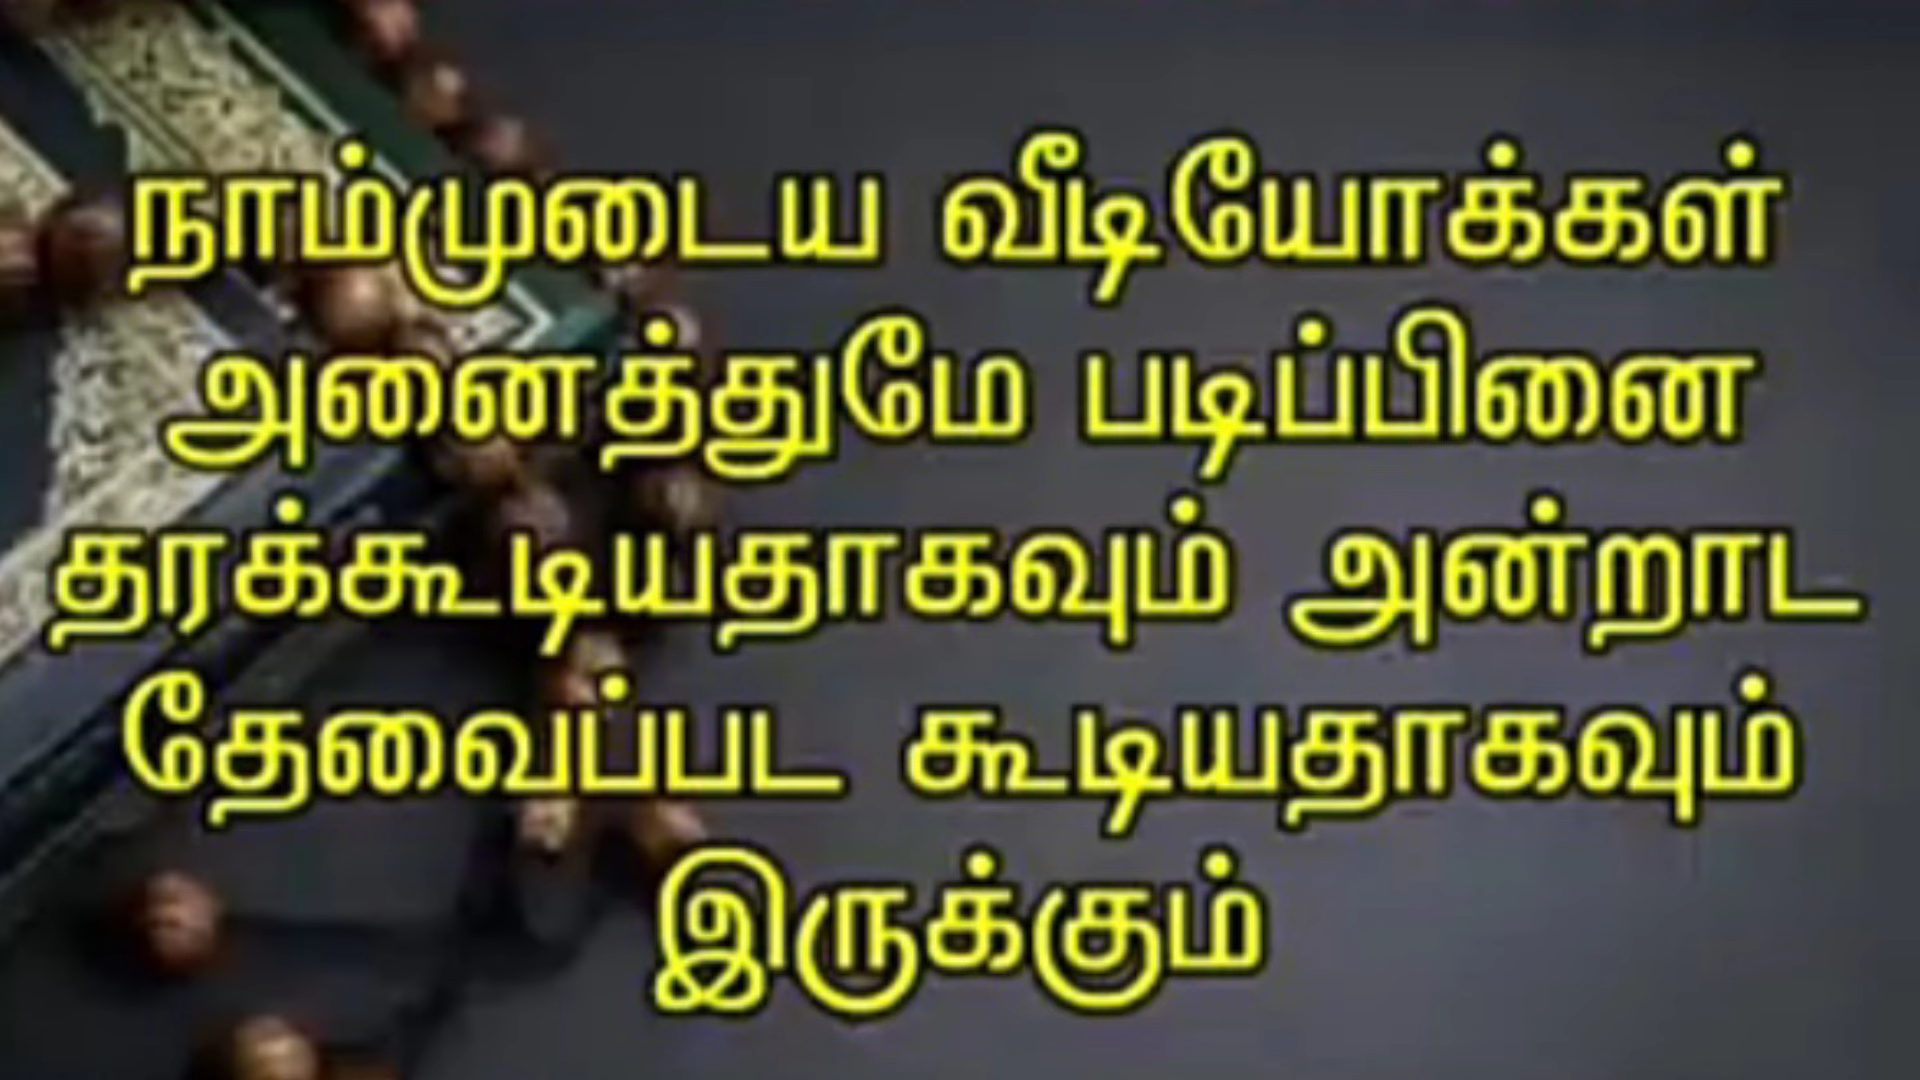 நாம்முடைய வீடியோக்கள்
அனைத்துமே படிப்பினை
தரக்கூடியதாகவும் அன்றாட
தேவைப்பட கூடியதாகவும்
இருக்கும்